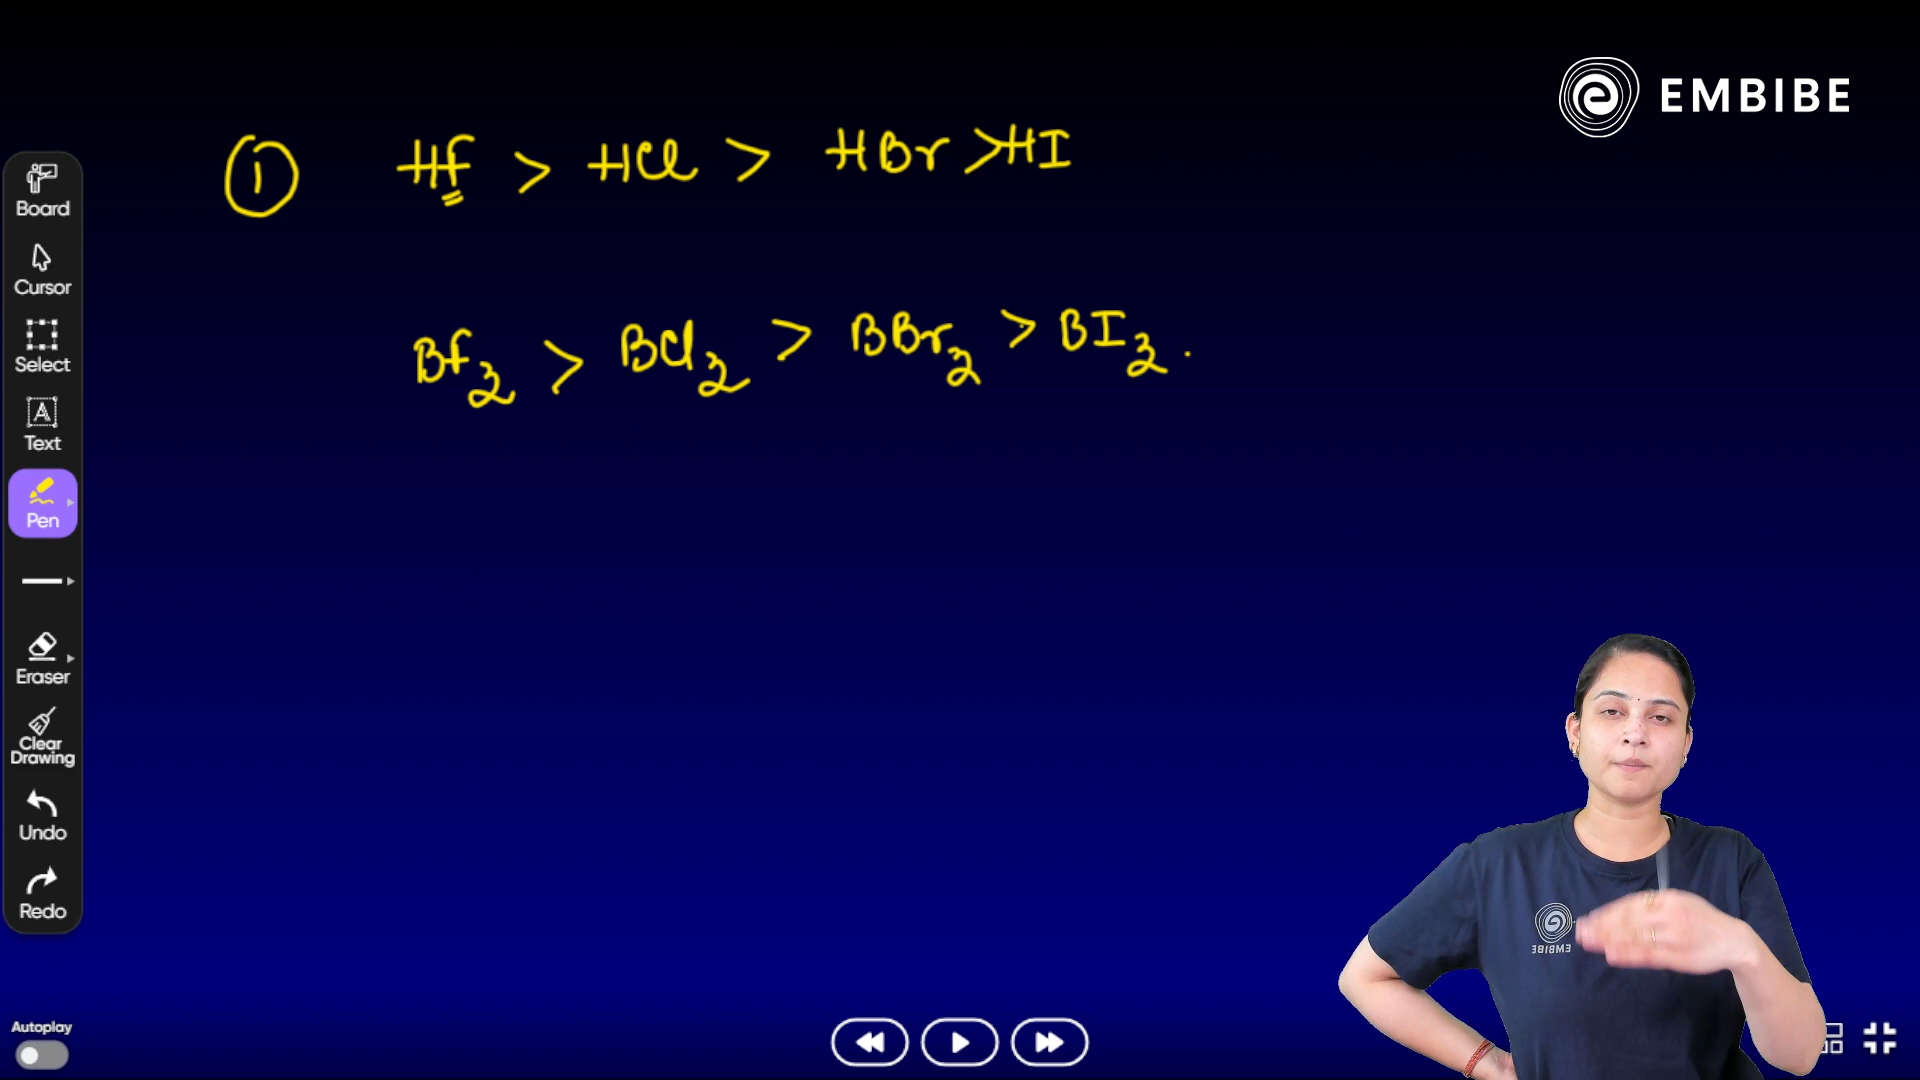 EMBIBE
① Hf > HCl > HBr > HI
Bf₂ > BCl₂ > BBr₂ > BI₂.
Board
Cursor
Select
A
Text
Pen
Eraser
Clear
Drawing
Undo
Redo
EMBIBE
Autoplay